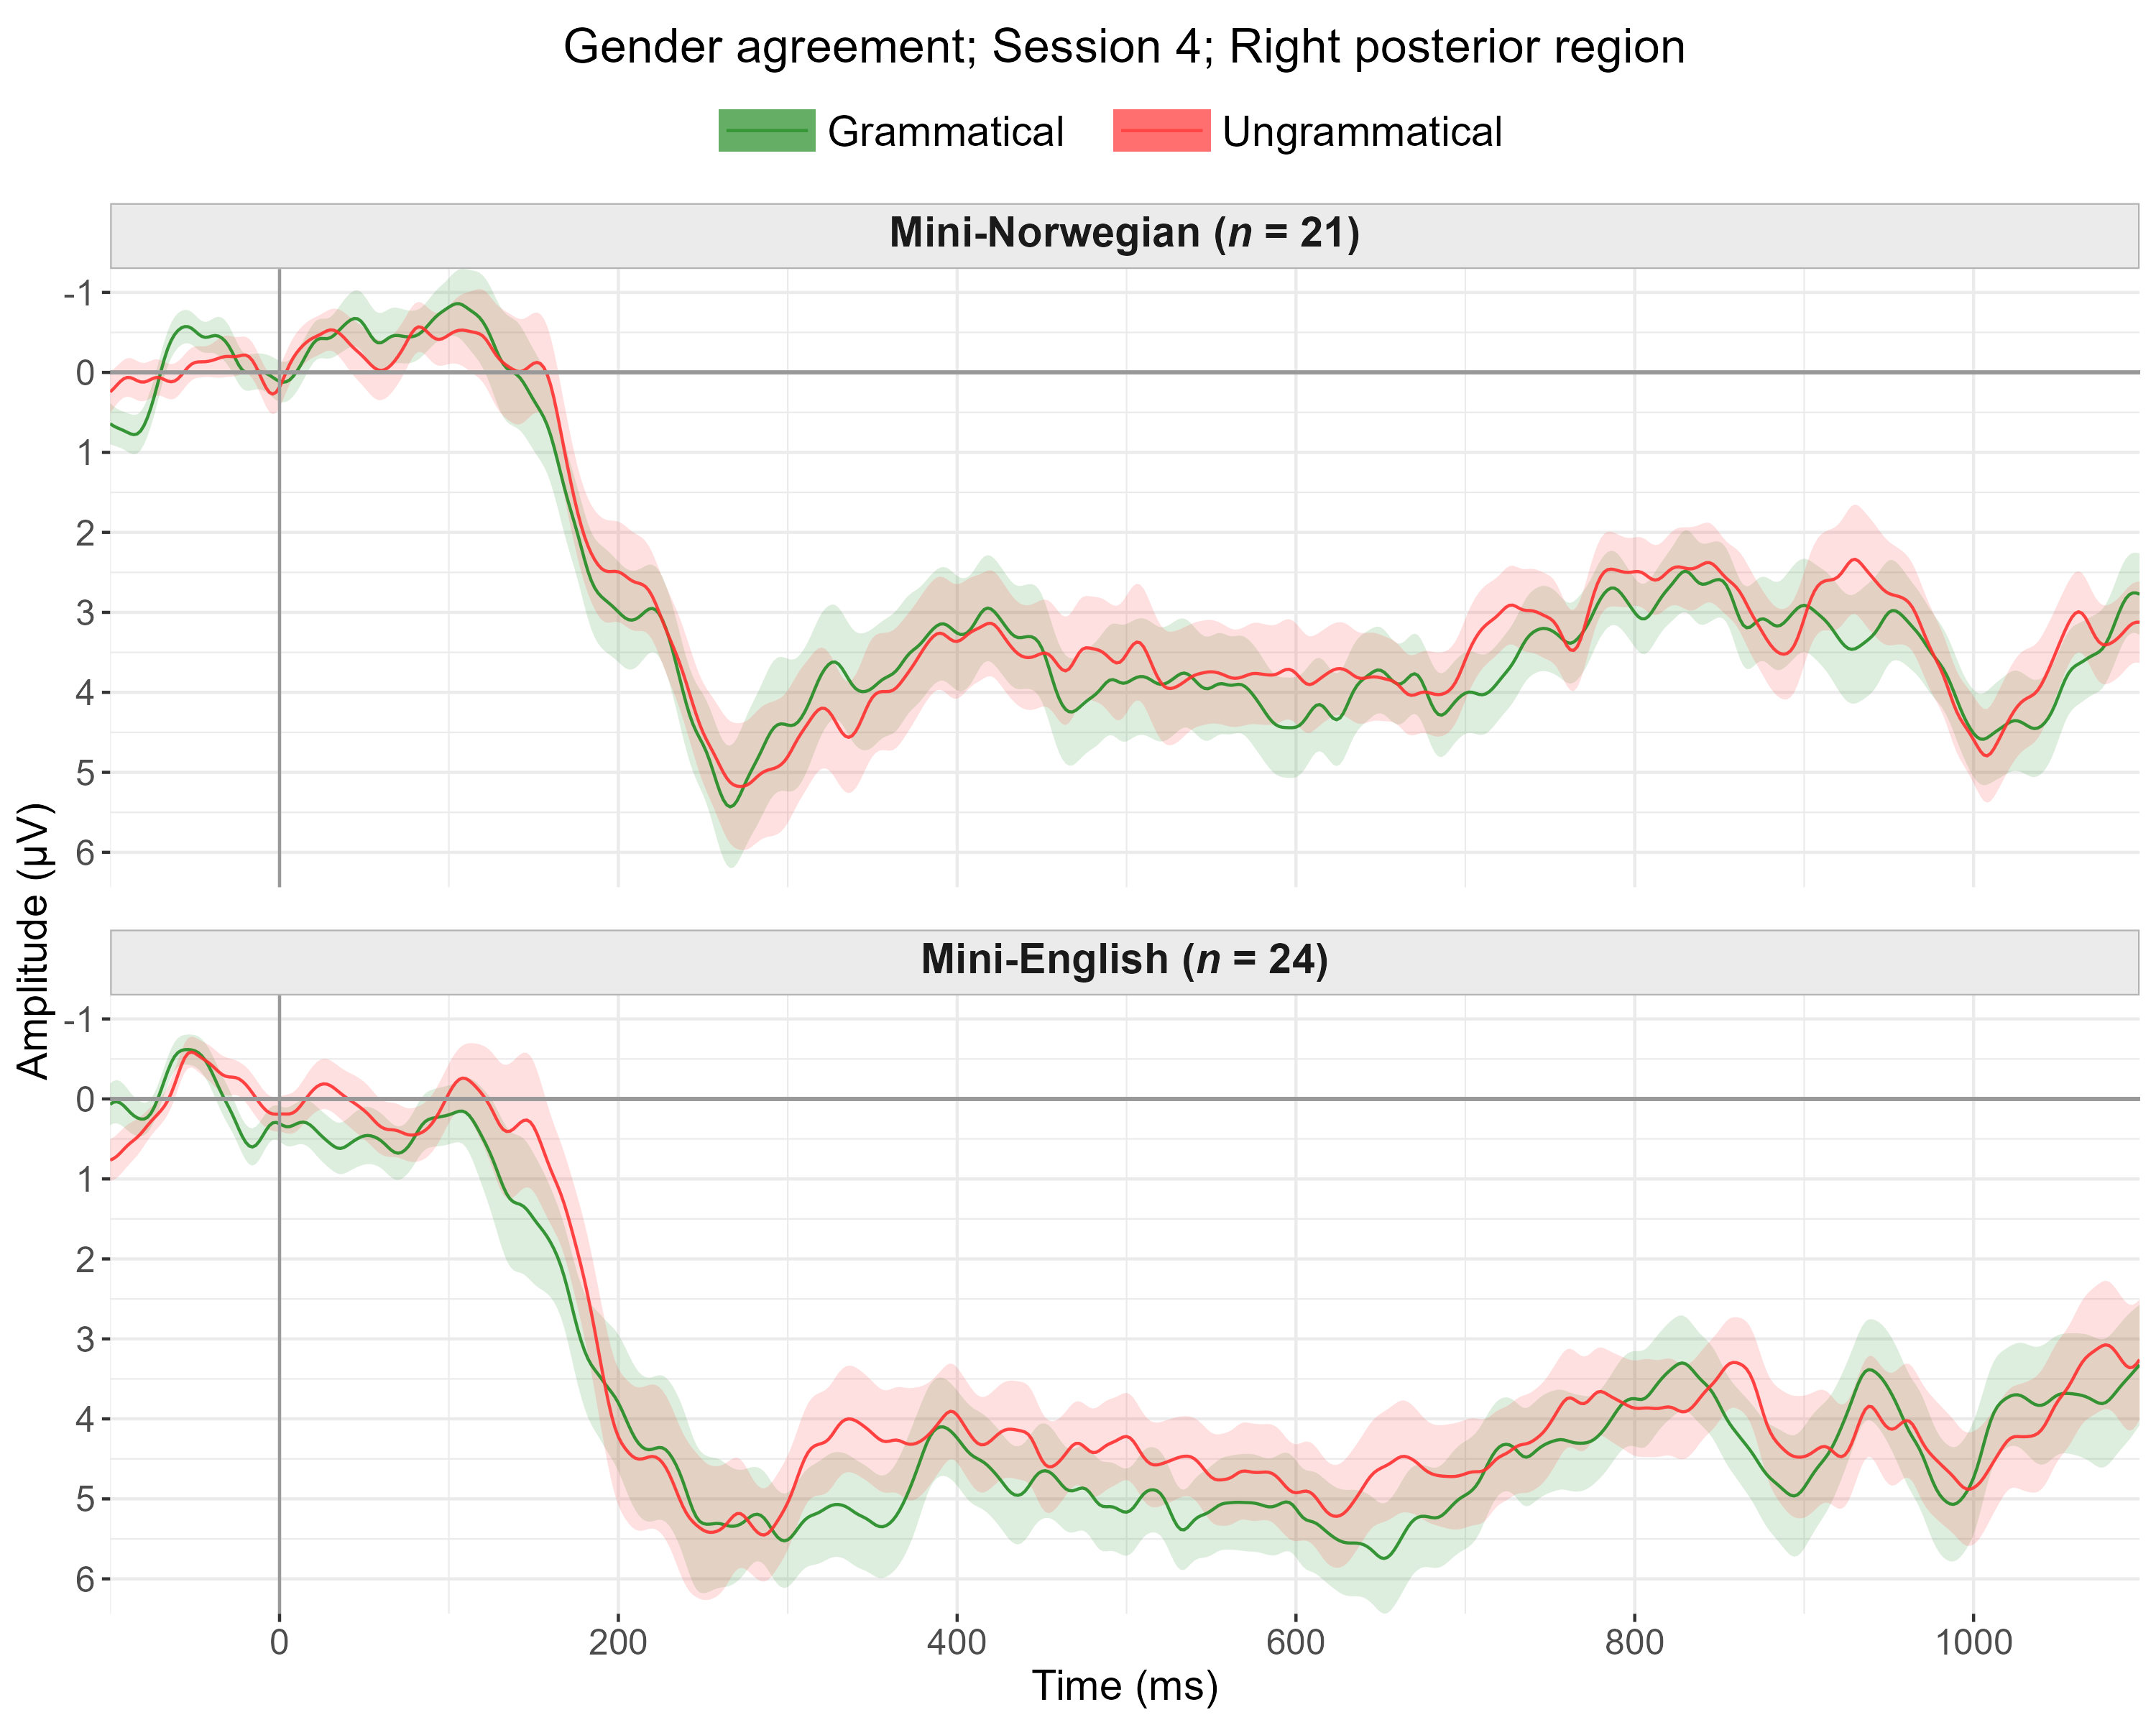 Gender agreement; Session 4; Right posterior region
Grammatical Ungrammatical
Mini-Norwegian (n = 21)
-1
0
1
2
3
4
5
6
Mini-English (n = 24)
-1
0
1
2
3
4
5
6
Amplitude (µV)
0 200 400 600 800 1000
Time (ms)